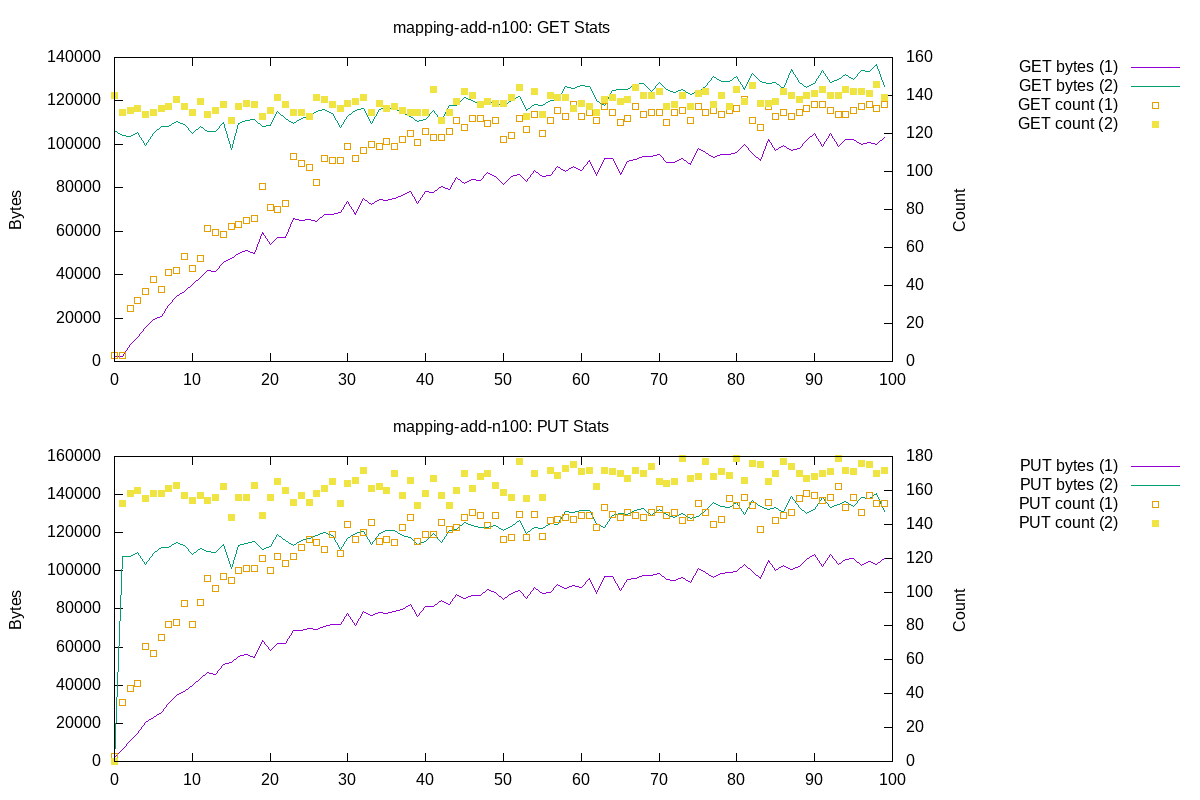 mapping-add-n100: GET Stats
140000
120000
100000
80000
60000
40000
20000
0
Bytes
160
140
120
100
80
60
40
20
0
Count
0 10 20 30 40 50 60 70 80 90 100
GET bytes (1)
GET bytes (2)
GET count (1)
GET count (2)
mapping-add-n100: PUT Stats
160000
140000
120000
100000
80000
60000
40000
20000
0
Bytes
180
160
140
120
100
80
60
40
20
0
Count
0 10 20 30 40 50 60 70 80 90 100
PUT bytes (1)
PUT bytes (2)
PUT count (1)
PUT count (2)